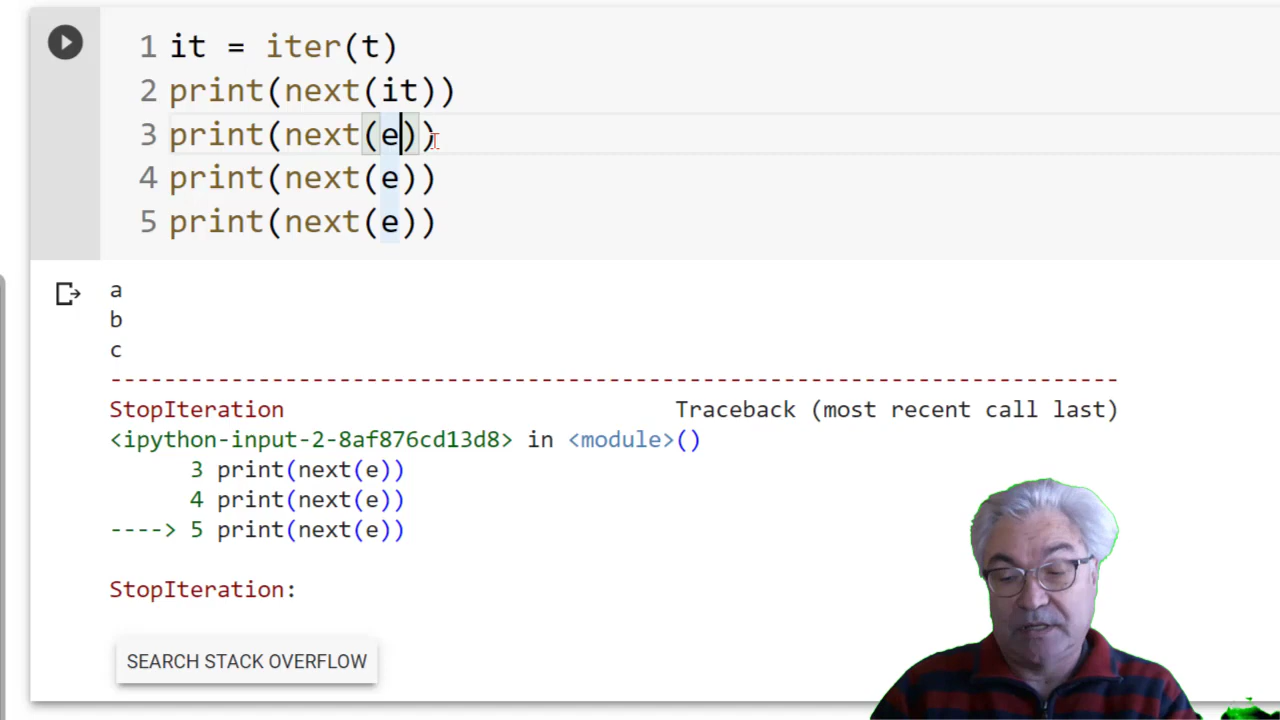 1 it = iter(t)
2 print(next(it))
3 print(next(e))
4 print(next(e))
5 print(next(e))
a
b
c
---------------------------------------------------------------------------
StopIteration                             Traceback (most recent call last)
<ipython-input-2-8af876cd13d8> in <module>()
      3 print(next(e))
      4 print(next(e))
----> 5 print(next(e))
StopIteration:
SEARCH STACK OVERFLOW